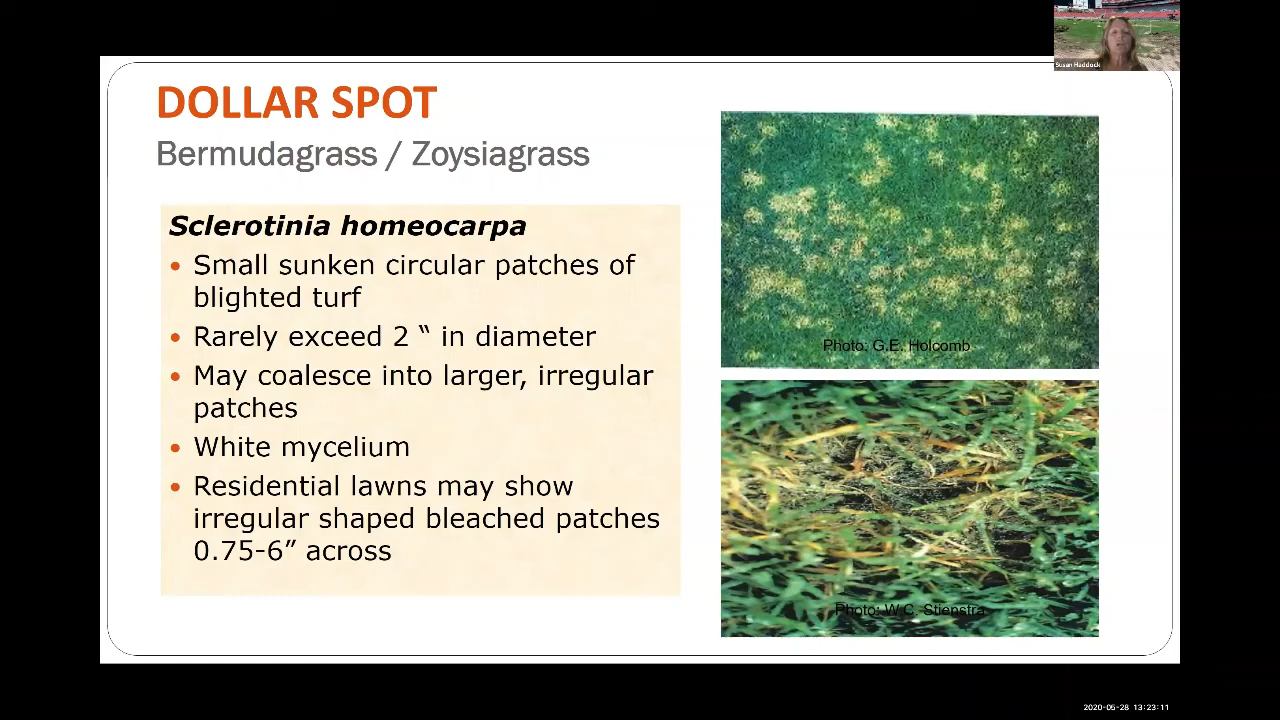 Susan Haddock
DOLLAR SPOT
Bermudagrass / Zoysiagrass
Sclerotinia homeocarpa
• Small sunken circular patches of
blighted turf
• Rarely exceed 2 “ in diameter
• May coalesce into larger, irregular
patches
• White mycelium
• Residential lawns may show
irregular shaped bleached patches
0.75-6” across
Photo: G.E. Holcomb
Photo: W.C. Stienstra
2020-05-28 13:23:11